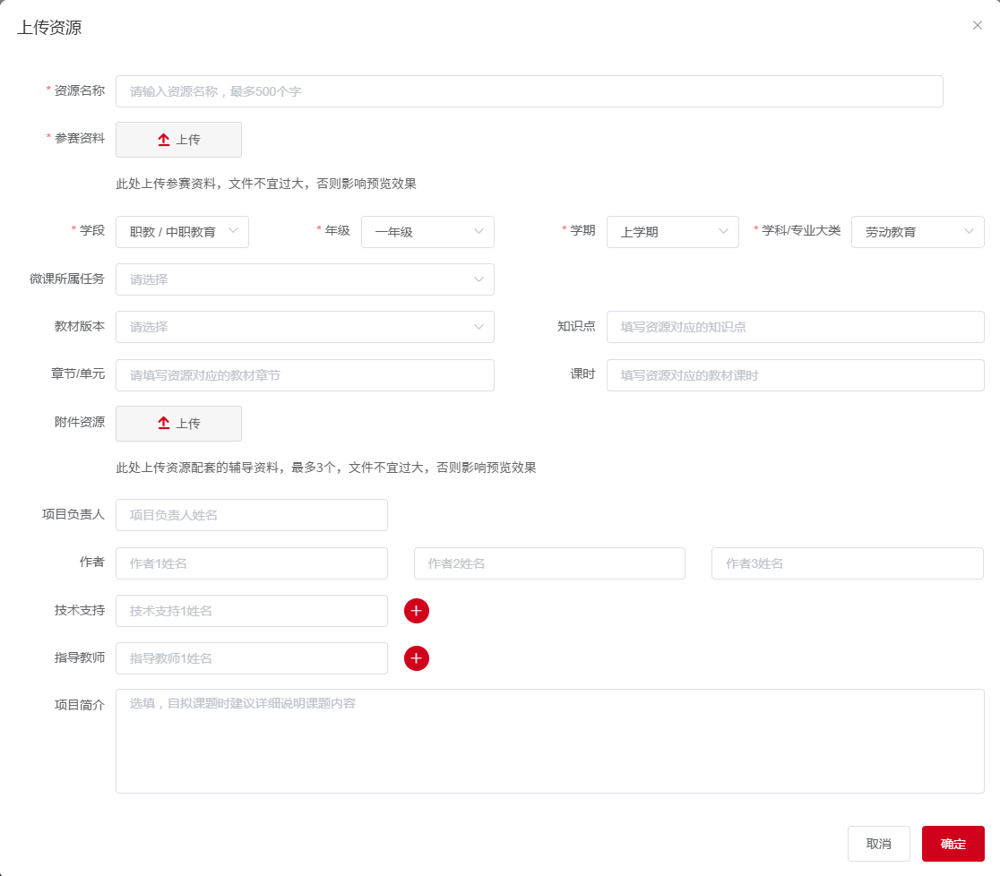 上传资源
* 资源名称 请输入资源名称，最多500个字
* 参赛资料 上传
此处上传参赛资料，文件不宜过大，否则影响预览效果
* 学段 职教 / 中职教育 * 年级 一年级 * 学期 上学期 * 学科/专业大类 劳动教育
微课所属任务 请选择
教材版本 请选择 知识点 填写资源对应的知识点
章节/单元 请填写资源对应的教材章节 课时 填写资源对应的教材课时
附件资源 上传
此处上传资源配套的辅导资料，最多3个，文件不宜过大，否则影响预览效果
项目负责人 项目负责人姓名
作者 作者1姓名 作者2姓名 作者3姓名
技术支持 技术支持1姓名
指导教师 指导教师1姓名
项目简介 选填，自拟课题时建议详细说明课题内容
取消 确定